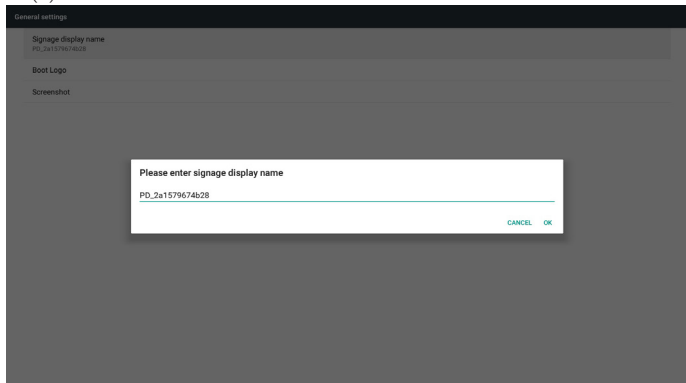 General settings
Signage display name
PD_2a1579674b28
Boot Logo
Screenshot
Please enter signage display name
PD_2a1579674b28
CANCEL OK